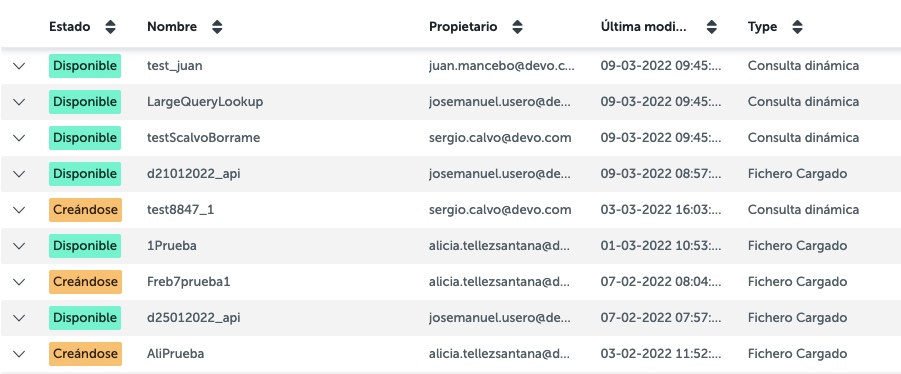 Estado Nombre Propietario Última modi... Type
Disponible test_juan juan.mancebo@devo.c... 09-03-2022 09:45:... Consulta dinámica
Disponible LargeQueryLookup josemanuel.usero@de... 09-03-2022 09:45:... Consulta dinámica
Disponible testScalvoBorrame sergio.calvo@devo.com 09-03-2022 09:45:... Consulta dinámica
Disponible d21012022_api josemanuel.usero@de... 09-03-2022 08:57:... Fichero Cargado
Creándose test8847_1 sergio.calvo@devo.com 03-03-2022 16:03:... Consulta dinámica
Disponible 1Prueba alicia.tellezsantana@d... 01-03-2022 10:53:... Fichero Cargado
Creándose Freb7prueba1 alicia.tellezsantana@d... 07-02-2022 08:04:... Fichero Cargado
Disponible d25012022_api josemanuel.usero@de... 07-02-2022 07:57:... Fichero Cargado
Creándose AliPrueba alicia.tellezsantana@d... 03-02-2022 11:52:... Fichero Cargado